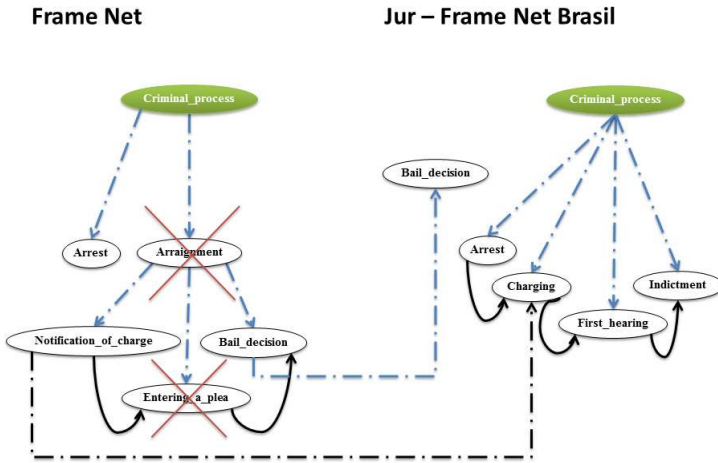 Frame Net
Jur – Frame Net Brasil
Criminal_process
Arrest
Arraignment
Notification_of_charge
Bail_decision
Entering_a_plea
Criminal_process
Bail_decision
Arrest
Charging
Indictment
First_hearing